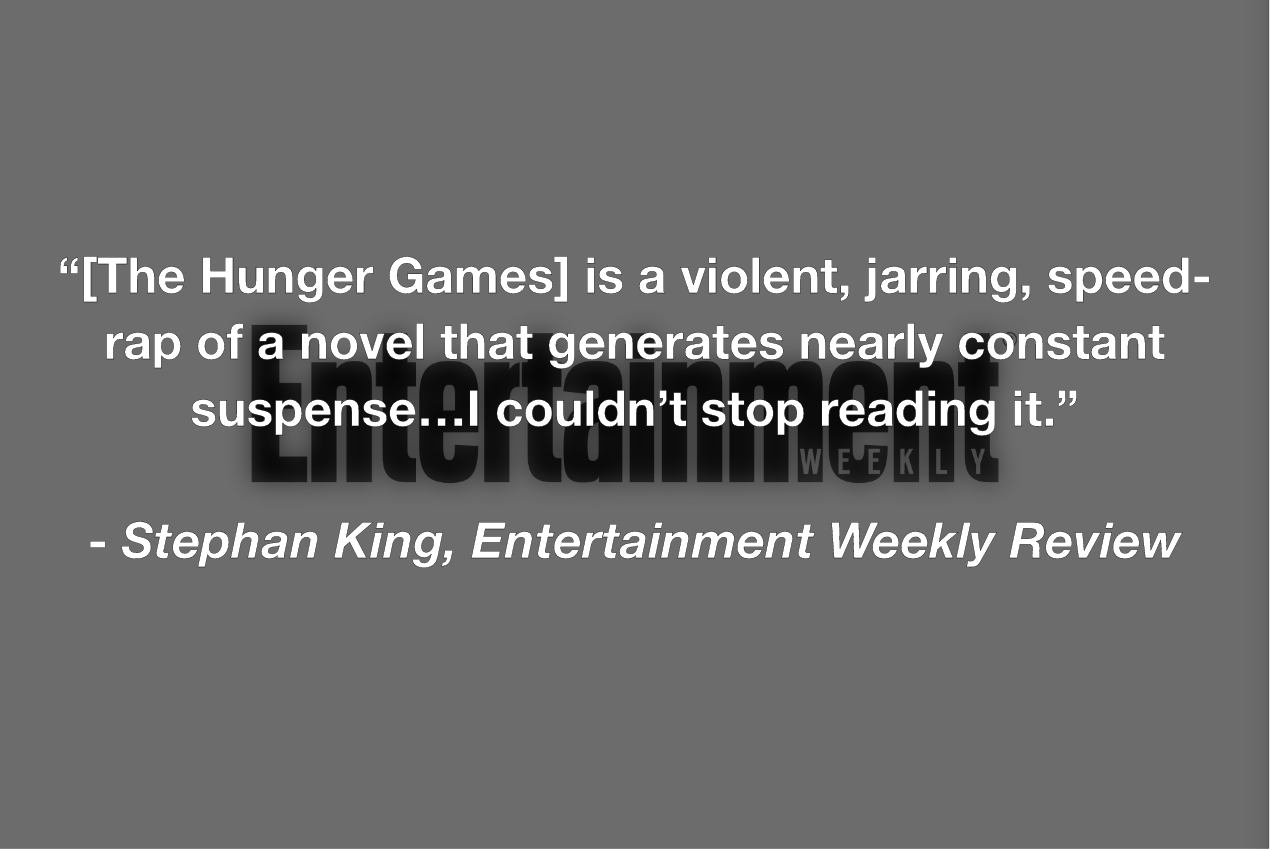 “[The Hunger Games] is a violent, jarring, speed-
rap of a novel that generates nearly constant
suspense…I couldn’t stop reading it.”
Entertainment
WEEKLY
- Stephan King, Entertainment Weekly Review